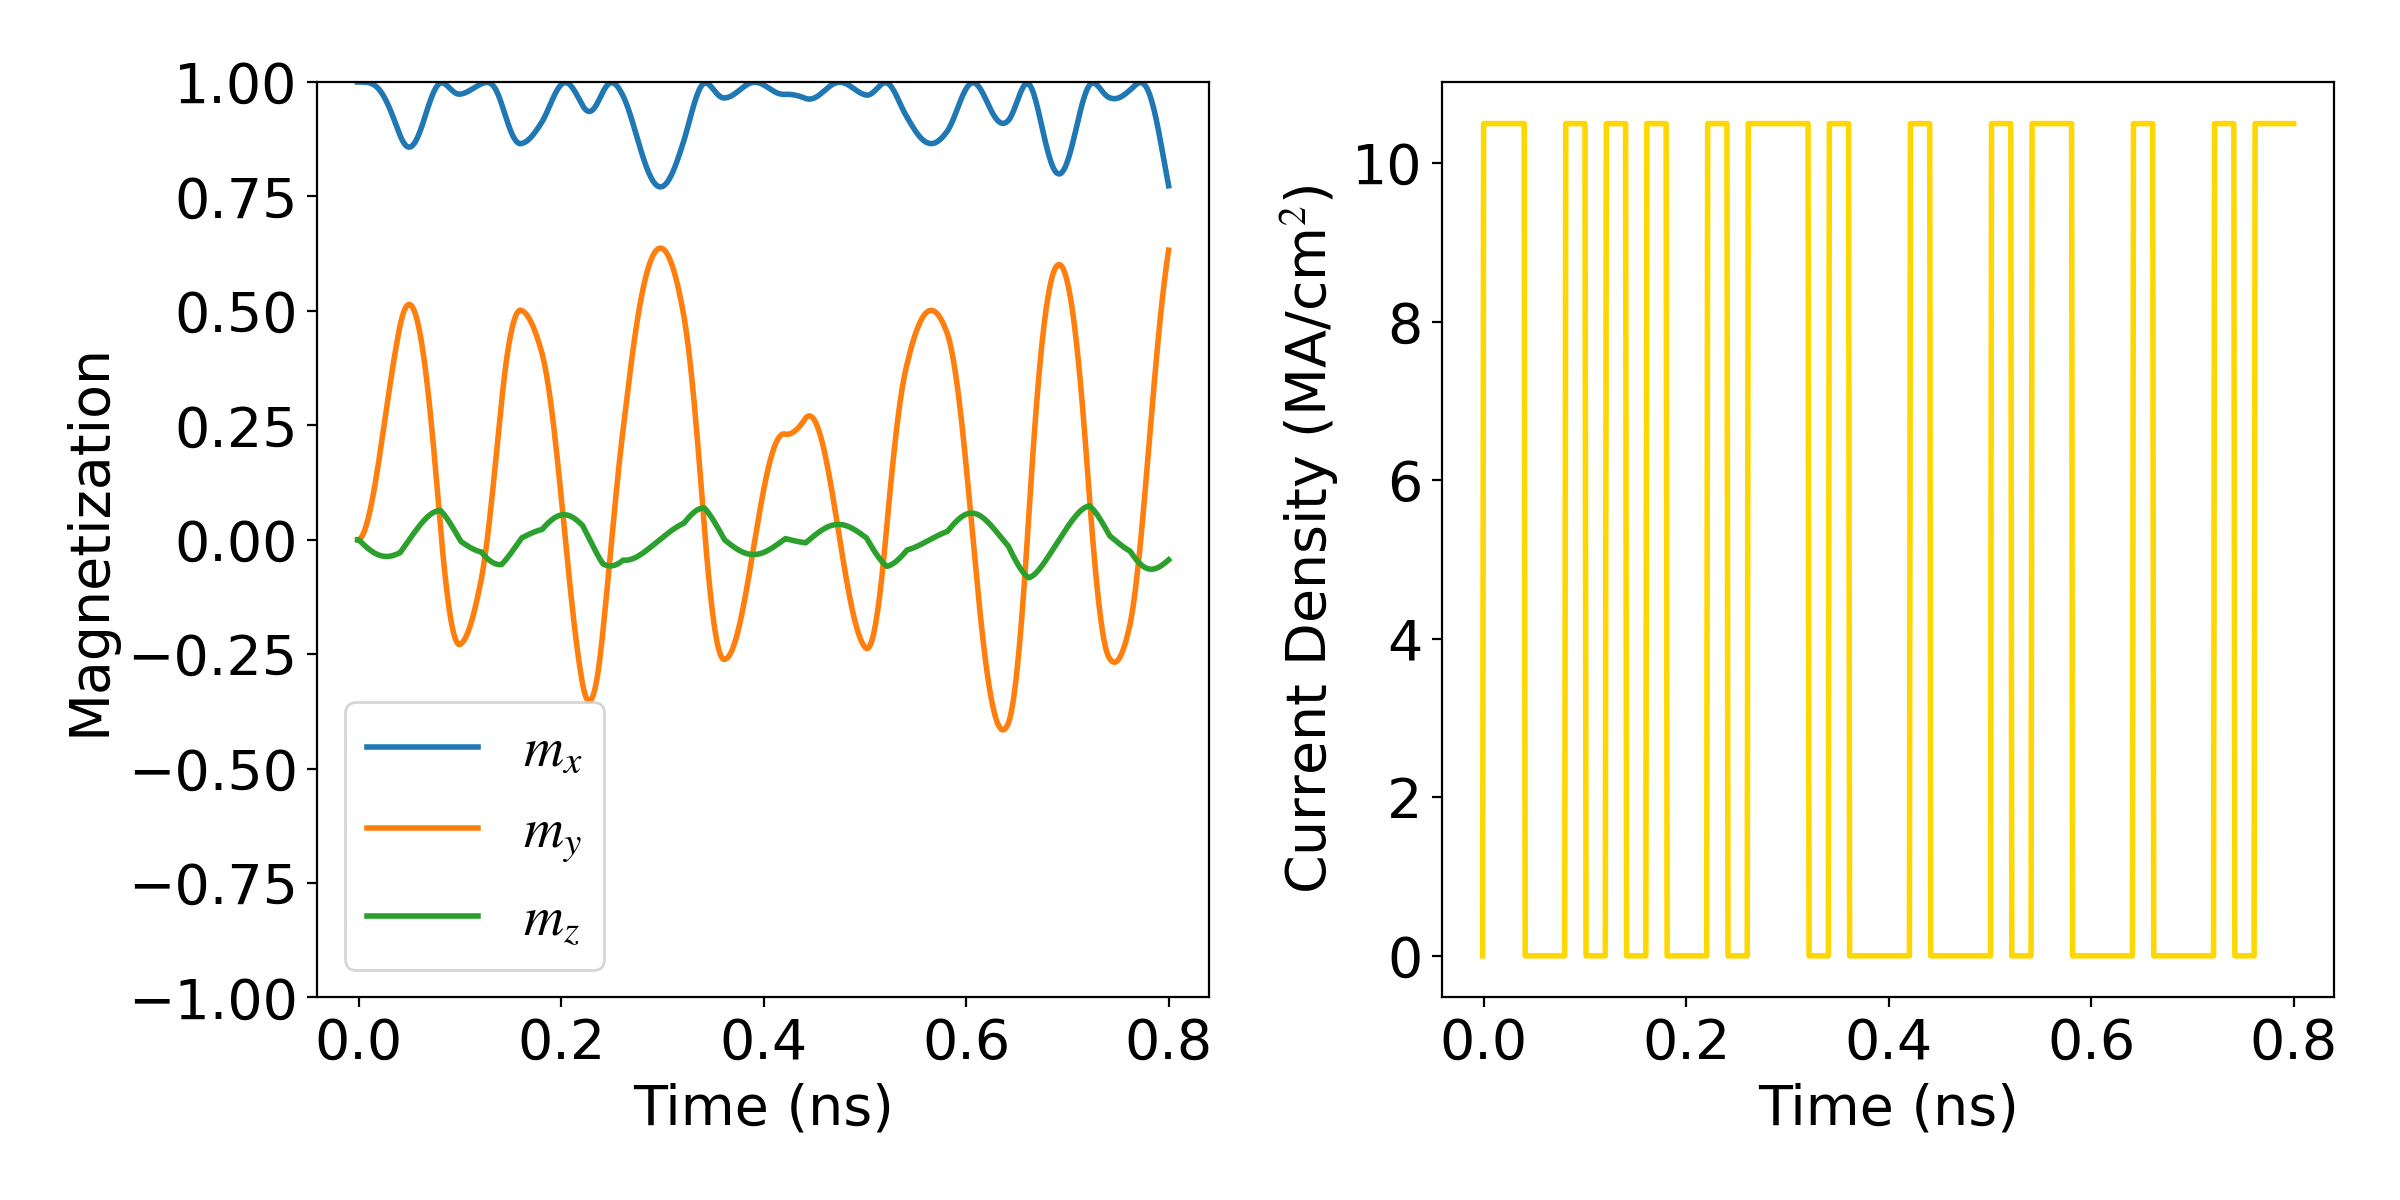 Magnetization
1.00
0.75
0.50
0.25
0.00
−0.25
−0.50
−0.75
−1.00
m_x
m_y
m_z
0.0 0.2 0.4 0.6 0.8
Time (ns)
Current Density (MA/cm²)
10
8
6
4
2
0
0.0 0.2 0.4 0.6 0.8
Time (ns)